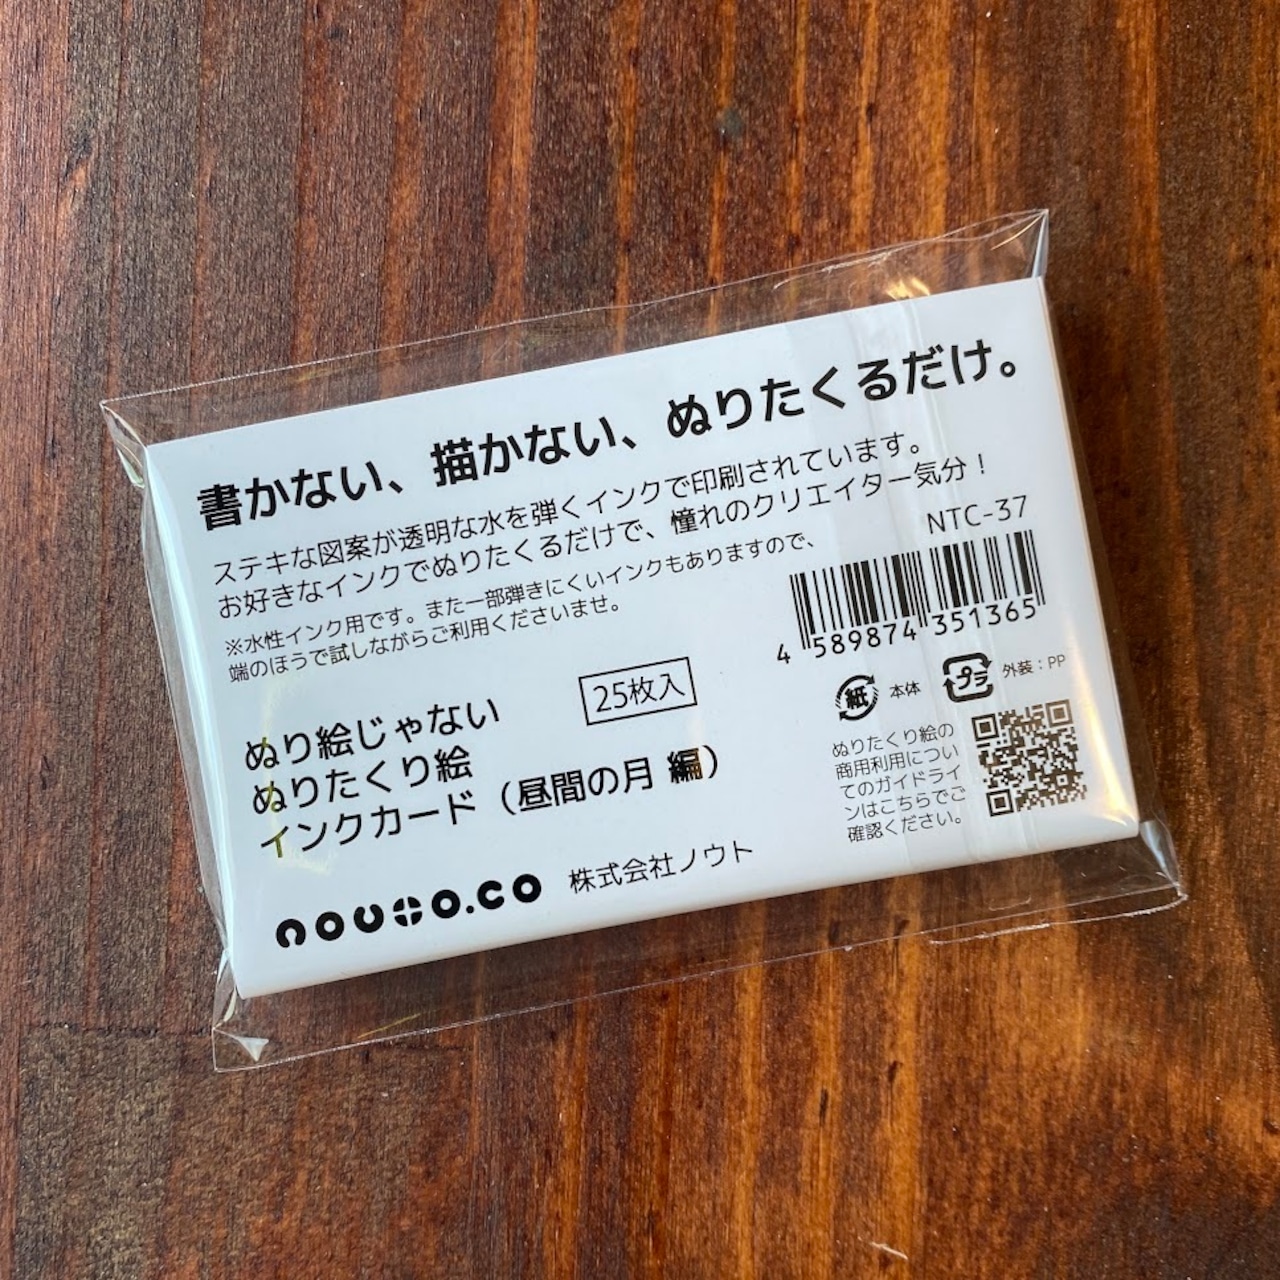 書かない、描かない、ぬりたくるだけ。
ステキな図案が透明な水を弾くインクで印刷されています。
お好きなインクでぬりたくるだけで、憧れのクリエイター気分！
※水性インク用です。また一部弾きにくいインクもありますので、
端のほうで試しながらご利用くださいませ。
NTC-37
4 589874 351365
25枚入
紙 本体
プラ 外装：PP
ぬり絵じゃない
ぬりたくり絵
インクカード（昼間の月 編）
ぬりたくり絵の
商用利用につい
てのガイドライ
ンはこちらでご
確認ください。
nouto.co 株式会社ノウト